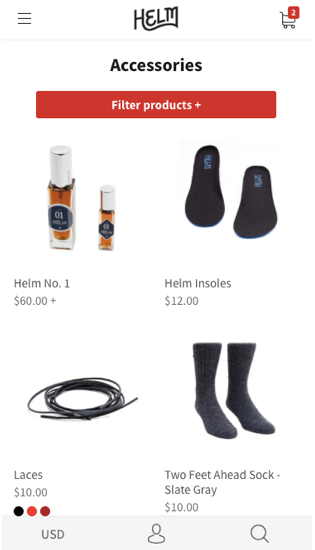 HELM
2
Accessories
Filter products +
Helm No. 1
$60.00 +
Helm Insoles
$12.00
Laces
$10.00
Two Feet Ahead Sock -
Slate Gray
$10.00
USD